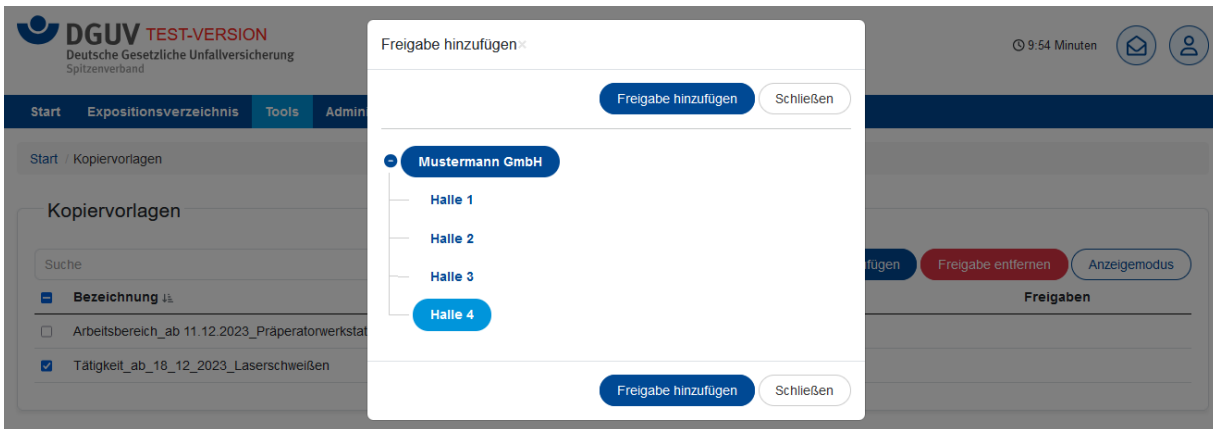 DGUV TEST-VERSION
Deutsche Gesetzliche Unfallversicherung
Spitzenverband
9:54 Minuten
Start Expositionsverzeichnis Tools Admini
Start / Kopiervorlagen
Kopiervorlagen
Suche
fügen Freigabe entfernen Anzeigemodus
Bezeichnung Freigaben
Arbeitsbereich_ab 11.12.2023_Präperatorwerkstat
Tätigkeit_ab_18_12_2023_Laserschweißen
Freigabe hinzufügen×
Freigabe hinzufügen Schließen
Mustermann GmbH
Halle 1
Halle 2
Halle 3
Halle 4
Freigabe hinzufügen Schließen